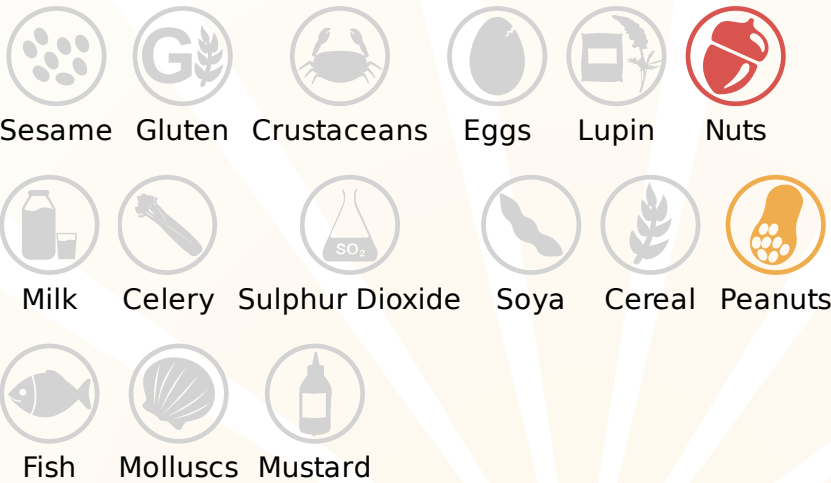 G
Sesame Gluten Crustaceans Eggs Lupin Nuts
SO₂
Milk Celery Sulphur Dioxide Soya Cereal Peanuts
Fish Molluscs Mustard